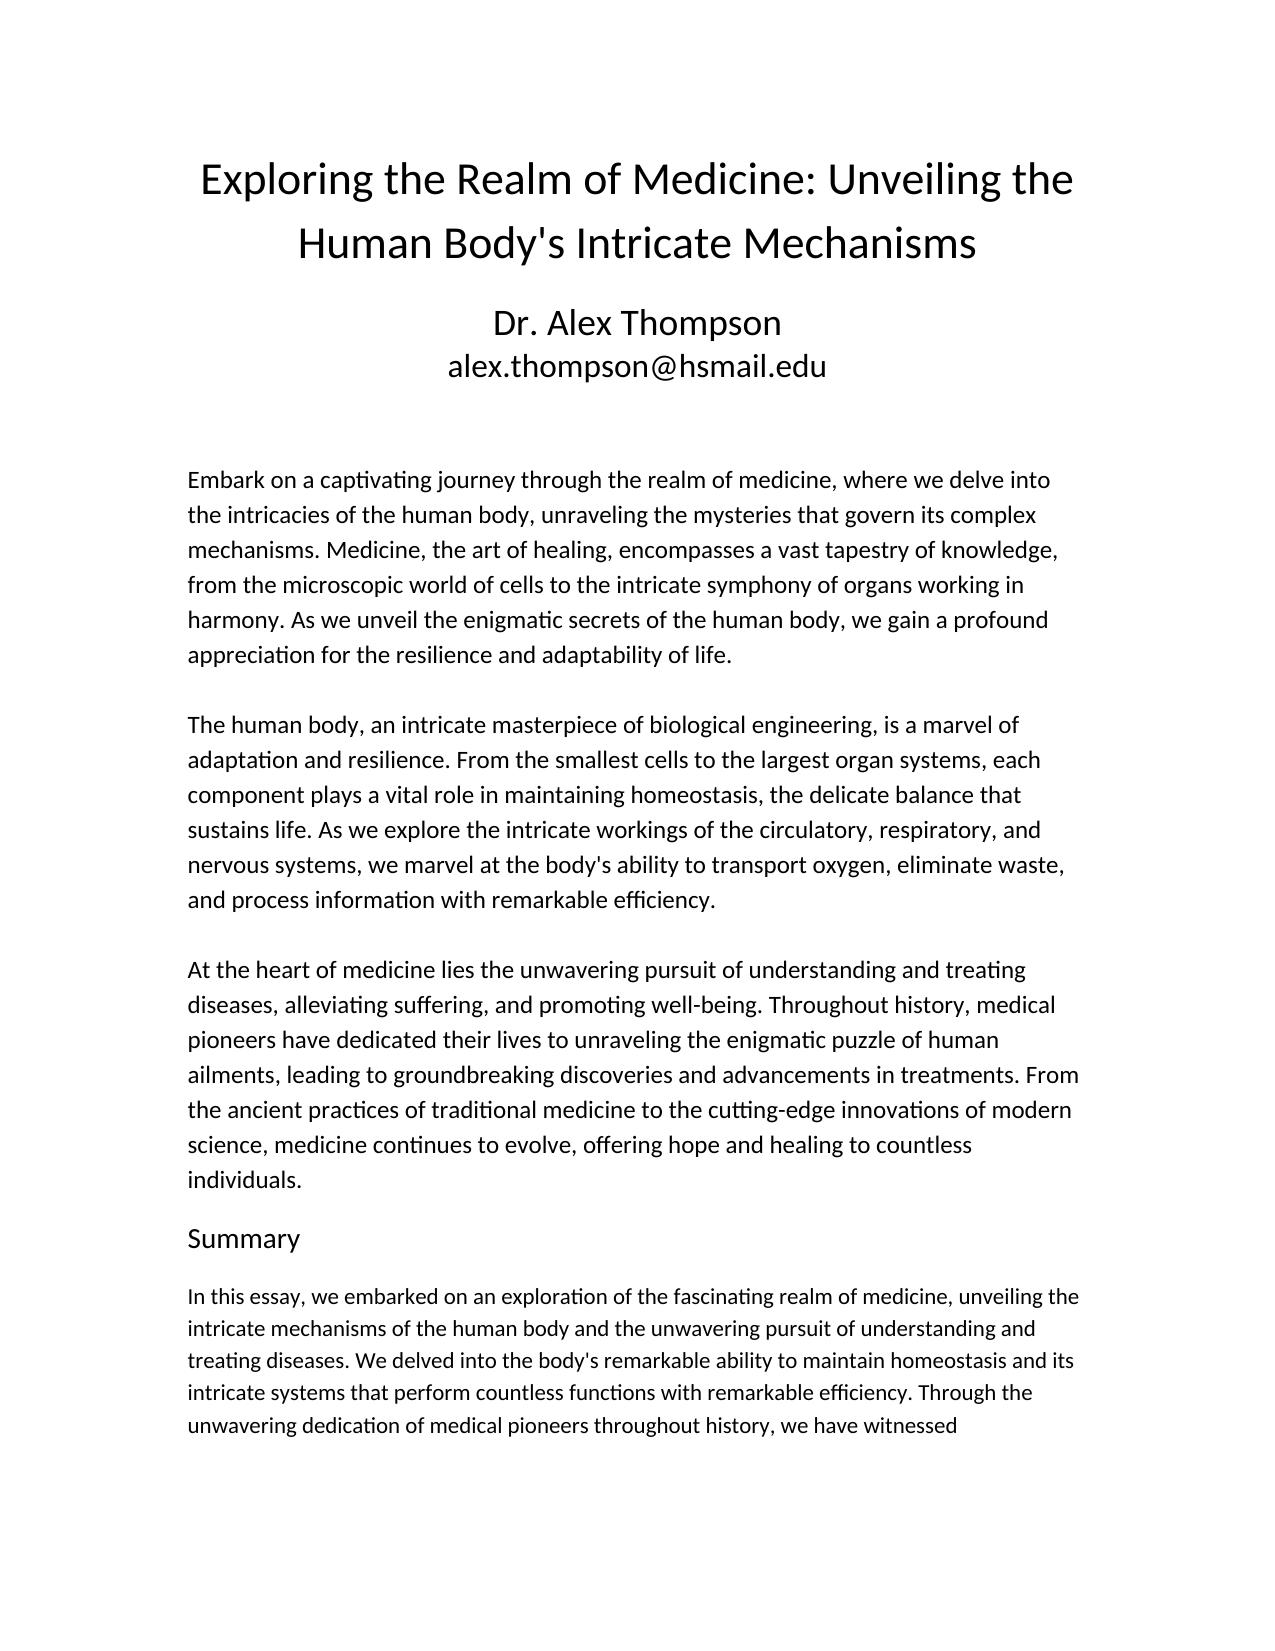 Exploring the Realm of Medicine: Unveiling the
Human Body's Intricate Mechanisms
Dr. Alex Thompson
alex.thompson@hsmail.edu
Embark on a captivating journey through the realm of medicine, where we delve into
the intricacies of the human body, unraveling the mysteries that govern its complex
mechanisms. Medicine, the art of healing, encompasses a vast tapestry of knowledge,
from the microscopic world of cells to the intricate symphony of organs working in
harmony. As we unveil the enigmatic secrets of the human body, we gain a profound
appreciation for the resilience and adaptability of life.
The human body, an intricate masterpiece of biological engineering, is a marvel of
adaptation and resilience. From the smallest cells to the largest organ systems, each
component plays a vital role in maintaining homeostasis, the delicate balance that
sustains life. As we explore the intricate workings of the circulatory, respiratory, and
nervous systems, we marvel at the body's ability to transport oxygen, eliminate waste,
and process information with remarkable efficiency.
At the heart of medicine lies the unwavering pursuit of understanding and treating
diseases, alleviating suffering, and promoting well-being. Throughout history, medical
pioneers have dedicated their lives to unraveling the enigmatic puzzle of human
ailments, leading to groundbreaking discoveries and advancements in treatments. From
the ancient practices of traditional medicine to the cutting-edge innovations of modern
science, medicine continues to evolve, offering hope and healing to countless
individuals.
Summary
In this essay, we embarked on an exploration of the fascinating realm of medicine, unveiling the
intricate mechanisms of the human body and the unwavering pursuit of understanding and
treating diseases. We delved into the body's remarkable ability to maintain homeostasis and its
intricate systems that perform countless functions with remarkable efficiency. Through the
unwavering dedication of medical pioneers throughout history, we have witnessed